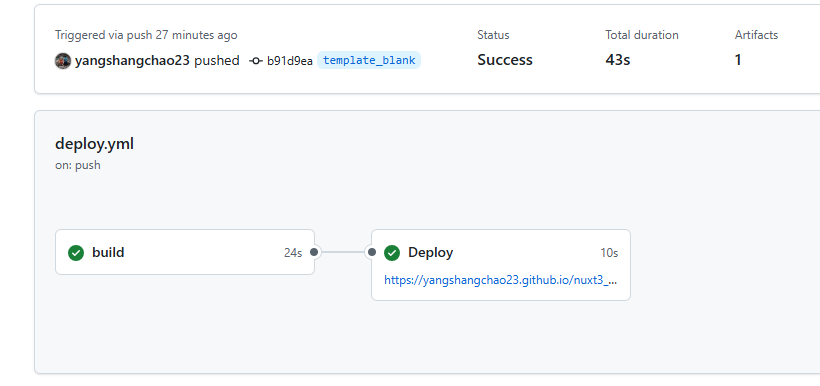 Triggered via push 27 minutes ago
yangshangchao23 pushed b91d9ea template_blank
Status
Success
Total duration
43s
Artifacts
1
deploy.yml
on: push
build 24s
Deploy 10s
https://yangshangchao23.github.io/nuxt3_...